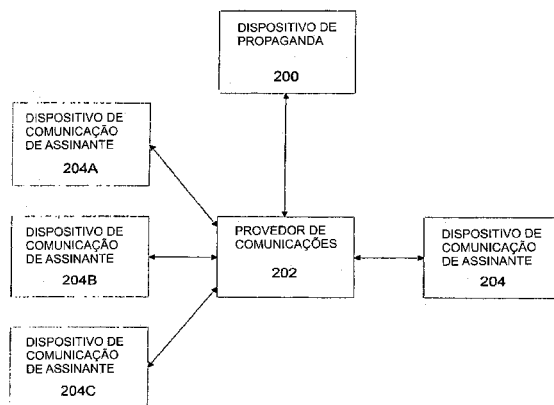 DISPOSITIVO DE
PROPAGANDA
200
DISPOSITIVO DE
COMUNICAÇÃO
DE ASSINANTE
204A
DISPOSITIVO DE
COMUNICAÇÃO
DE ASSINANTE
204B
PROVEDOR DE
COMUNICAÇÕES
202
DISPOSITIVO DE
COMUNICAÇÃO
DE ASSINANTE
204
DISPOSITIVO DE
COMUNICAÇÃO
DE ASSINANTE
204C